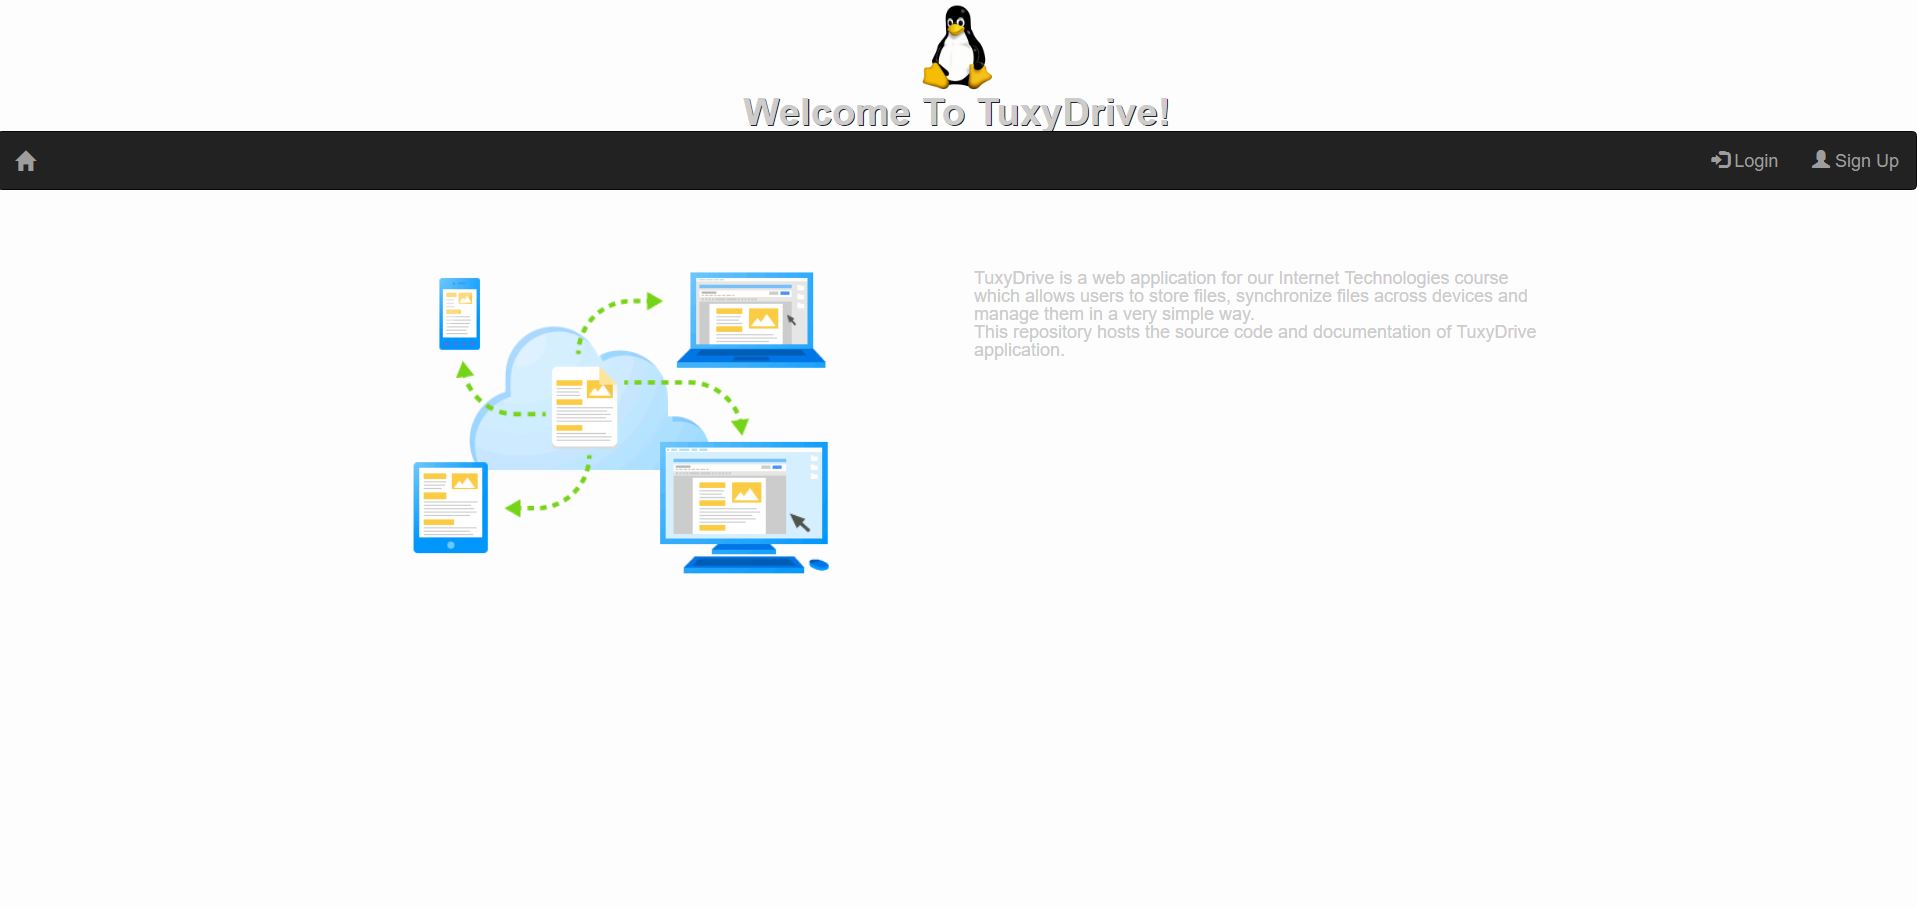 Welcome To TuxyDrive!
Login
Sign Up
TuxyDrive is a web application for our Internet Technologies course
which allows users to store files, synchronize files across devices and
manage them in a very simple way.
This repository hosts the source code and documentation of TuxyDrive
application.